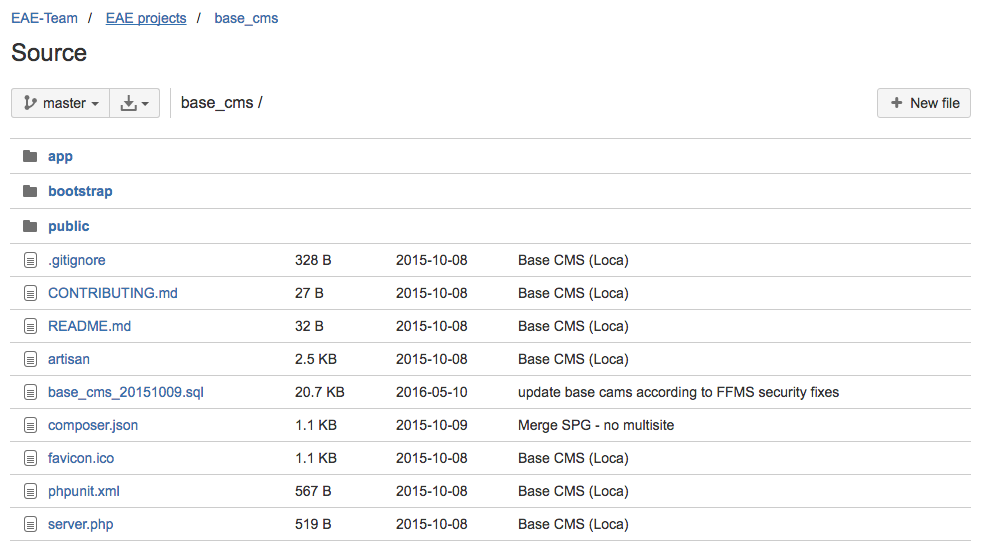 EAE-Team / EAE projects / base_cms
Source
master base_cms / New file
app
bootstrap
public
.gitignore 328 B 2015-10-08 Base CMS (Loca)
CONTRIBUTING.md 27 B 2015-10-08 Base CMS (Loca)
README.md 32 B 2015-10-08 Base CMS (Loca)
artisan 2.5 KB 2015-10-08 Base CMS (Loca)
base_cms_20151009.sql 20.7 KB 2016-05-10 update base cams according to FFMS security fixes
composer.json 1.1 KB 2015-10-09 Merge SPG - no multisite
favicon.ico 1.1 KB 2015-10-08 Base CMS (Loca)
phpunit.xml 567 B 2015-10-08 Base CMS (Loca)
server.php 519 B 2015-10-08 Base CMS (Loca)